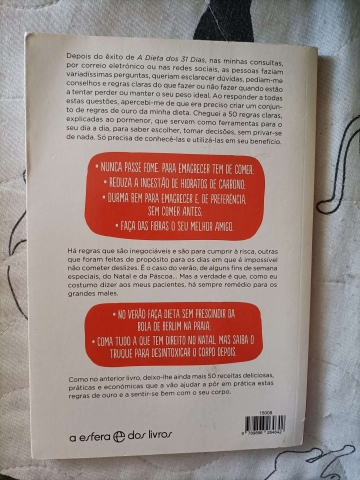 Depois do êxito de A Dieta dos 31 Dias, nas minhas consultas,
por correio eletrónico ou nas redes sociais, as pessoas faziam
variadíssimas perguntas, queriam esclarecer dúvidas, pediam-me
conselhos e regras claras do que fazer ou não fazer quando estão
a tentar perder ou manter o seu peso ideal. Ao responder a todas
estas questões, apercebi-me de que era preciso criar um conjun-
to de regras de ouro da minha dieta. Cheguei a 50 regras claras,
explicadas ao pormenor, que servem como ferramentas para o
seu dia a dia, para saber escolher, tomar decisões, sem privar-se
de nada. Só precisa de conhecê-las e utilizá-las em seu benefício.
• NUNCA PASSE FOME. PARA EMAGRECER TEM DE COMER.
• REDUZA A INGESTÃO DE HIDRATOS DE CARBONO.
• DURMA BEM PARA EMAGRECER E, DE PREFERÊNCIA,
SEM COMER ANTES.
• FAÇA DAS FIBRAS O SEU MELHOR AMIGO.
Há regras que são inegociáveis e são para cumprir à risca, outras
que foram feitas de propósito para os dias em que é impossível
não cometer deslizes. É o caso do verão, de alguns fins de semana
especiais, do Natal e da Páscoa... Mas a verdade é que, como eu
costumo dizer aos meus pacientes, há sempre remédio para os
grandes males.
• NO VERÃO FAÇA DIETA SEM PRESCINDIR DA
BOLA DE BERLIM NA PRAIA.
• COMA TUDO A QUE TEM DIREITO NO NATAL, MAS SAIBA O
TRUQUE PARA DESINTOXICAR O CORPO DEPOIS.
Como no anterior livro, deixo-lhe ainda mais 50 receitas deliciosas,
práticas e económicas que a vão ajudar a pôr em prática estas
regras de ouro e a sentir-se bem com o seu corpo.
a esfera dos livros